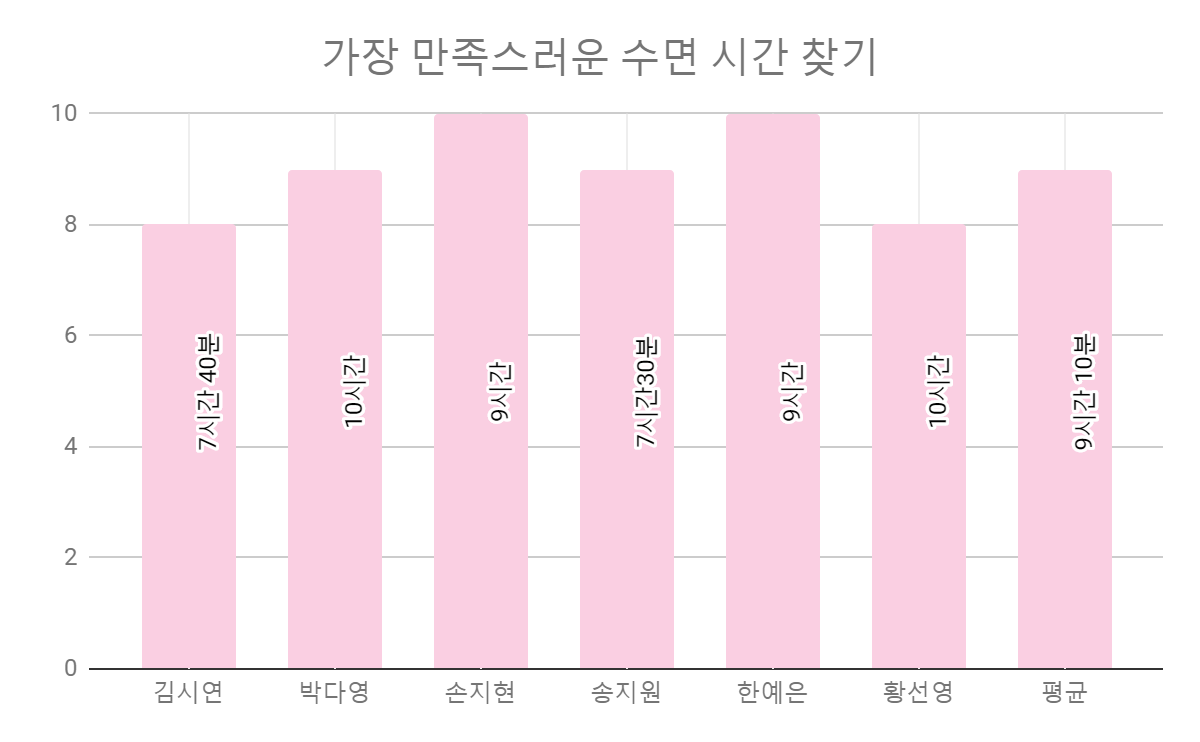 가장 만족스러운 수면 시간 찾기
10
8
6
4
2
0
7시간 40분
10시간
9시간
7시간30분
9시간
10시간
9시간 10분
김시연
박다영
손지현
송지원
한예은
황선영
평균